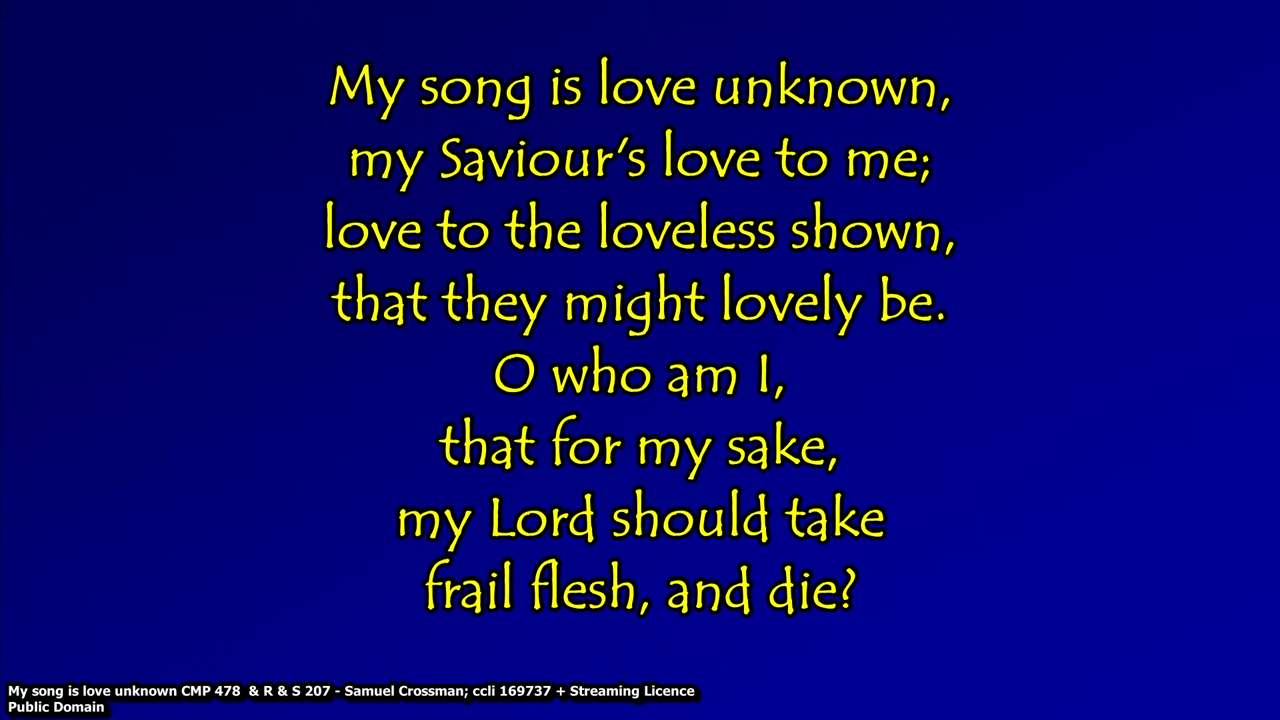 My song is love unknown,
my Saviour's love to me;
love to the loveless shown,
that they might lovely be.
O who am I,
that for my sake,
my Lord should take
frail flesh, and die?
My song is love unknown CMP 478  & R & S 207 - Samuel Crossman; ccli 169737 + Streaming Licence
Public Domain